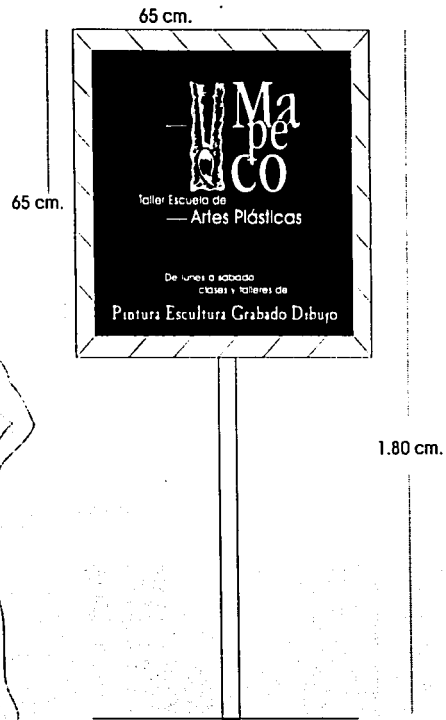 65 cm.
65 cm.
Ma
pe
co
Taller Escuela de
Artes Plásticas
De lunes a sabado
clases y talleres de
Pintura Escultura Grabado Dibujo
1.80 cm.